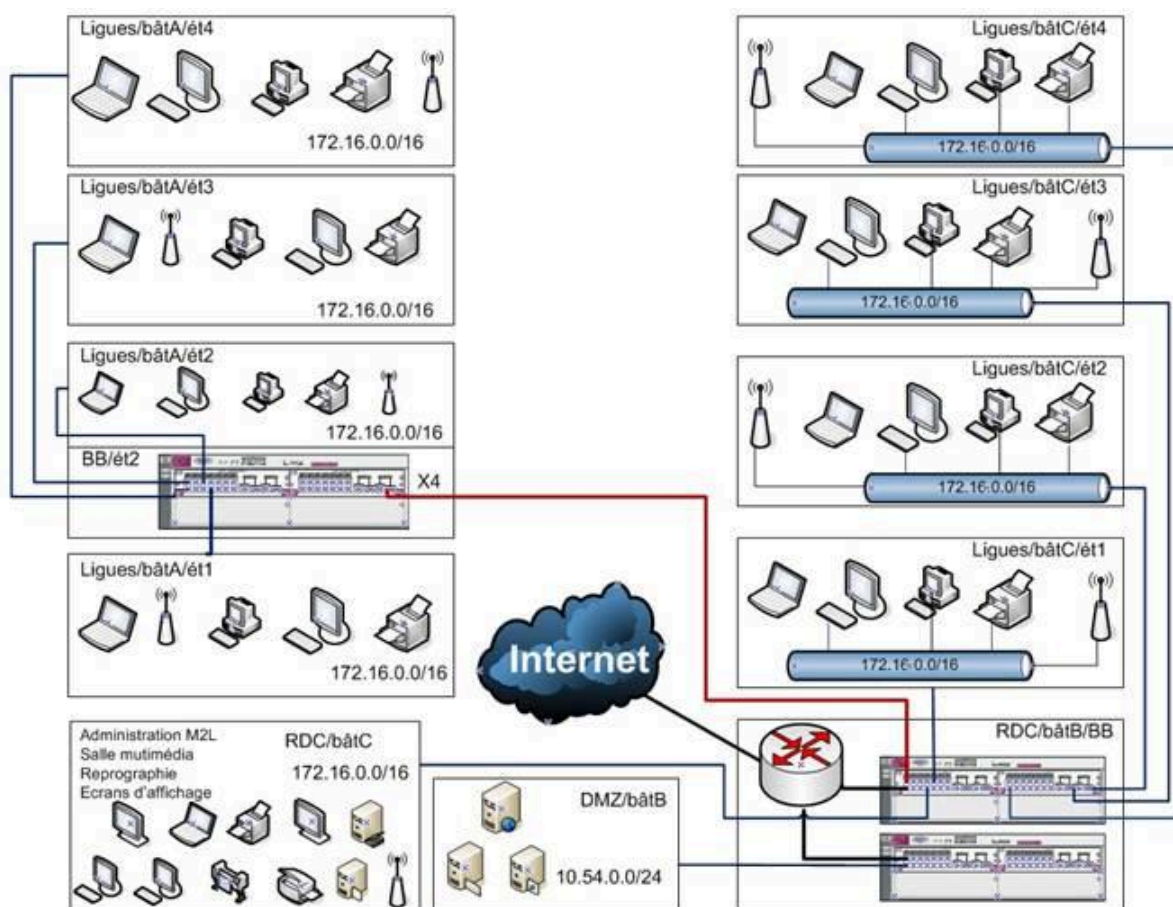 Ligues/bâtA/ét4
172.16.0.0/16
Ligues/bâtA/ét3
172.16.0.0/16
Ligues/bâtA/ét2
172.16.0.0/16
BB/ét2
X4
Ligues/bâtA/ét1
172.16.0.0/16
Administration M2L
Salle mutimédia
Reprographie
Ecrans d'affichage
RDC/bâtC
172.16.0.0/16
Internet
DMZ/bâtB
10.54.0.0/24
Ligues/bâtC/ét4
172.16.0.0/16
Ligues/bâtC/ét3
172.16.0.0/16
Ligues/bâtC/ét2
172.16.0.0/16
Ligues/bâtC/ét1
172.16.0.0/16
RDC/bâtB/BB